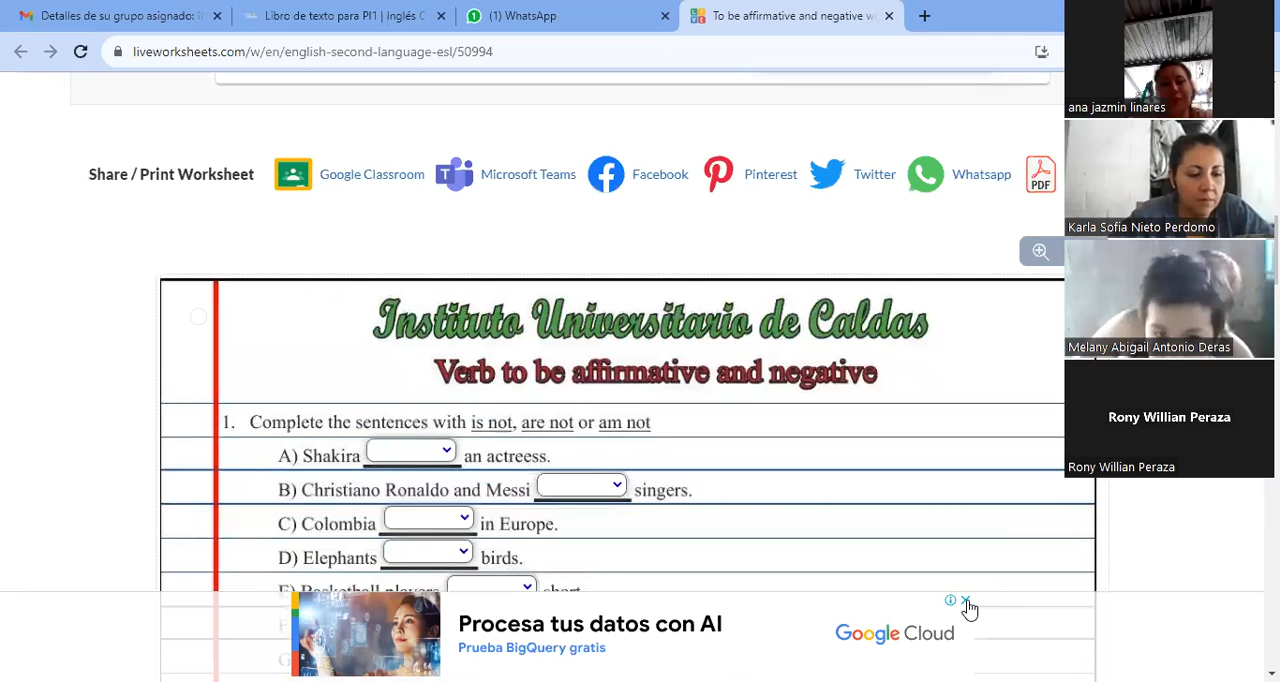 Detalles de su grupo asignado: I
Libro de texto para PI1 | Inglés C
(1) WhatsApp
To be affirmative and negative w
liveworksheets.com/w/en/english-second-language-esl/50994
Share / Print Worksheet
Google Classroom
Microsoft Teams
Facebook
Pinterest
Twitter
Whatsapp
PDF
ana jazmin linares
Karla Sofía Nieto Perdomo
Melany Abigail Antonio Deras
Rony Willian Peraza
Rony Willian Peraza
Instituto Universitario de Caldas
Verb to be affirmative and negative
1. Complete the sentences with is not, are not or am not
A) Shakira an actreess.
B) Christiano Ronaldo and Messi singers.
C) Colombia in Europe.
D) Elephants birds.
E) Basketball players short.
Procesa tus datos con AI
Prueba BigQuery gratis
Google Cloud